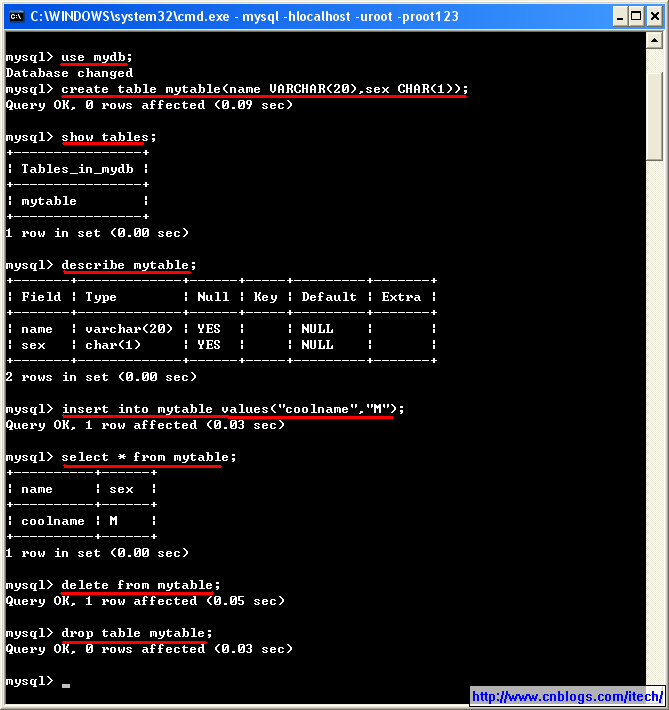 C:\WINDOWS\system32\cmd.exe - mysql -hlocalhost -uroot -proot123
mysql> use mydb;
Database changed
mysql> create table mytable(name VARCHAR(20),sex CHAR(1));
Query OK, 0 rows affected (0.09 sec)
mysql> show tables;
+----------------+
| Tables_in_mydb |
+----------------+
| mytable        |
+----------------+
1 row in set (0.00 sec)
mysql> describe mytable;
+-------+-------------+------+-----+---------+-------+
| Field | Type        | Null | Key | Default | Extra |
+-------+-------------+------+-----+---------+-------+
| name  | varchar(20) | YES  |     | NULL    |       |
| sex   | char(1)     | YES  |     | NULL    |       |
+-------+-------------+------+-----+---------+-------+
2 rows in set (0.00 sec)
mysql> insert into mytable values("coolname","M");
Query OK, 1 row affected (0.03 sec)
mysql> select * from mytable;
+----------+------+
| name     | sex  |
+----------+------+
| coolname | M    |
+----------+------+
1 row in set (0.00 sec)
mysql> delete from mytable;
Query OK, 1 row affected (0.05 sec)
mysql> drop table mytable;
Query OK, 0 rows affected (0.03 sec)
mysql> _
http://www.cnblogs.com/itech/